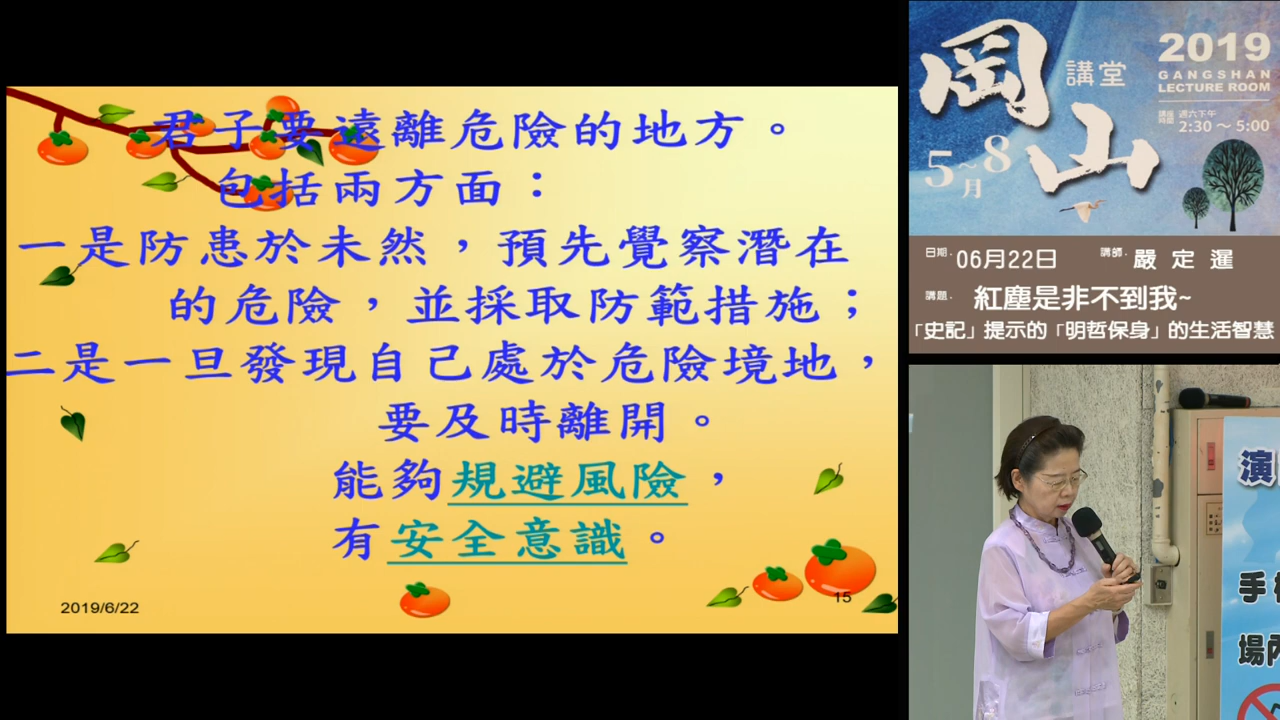 君子要遠離危險的地方。
包括兩方面：
一是防患於未然，預先覺察潛在
的危險，並採取防範措施；
二是一旦發現自己處於危險境地，
要及時離開。
能夠規避風險，
有安全意識。
2019/6/22
15
岡山
講堂
2019
GANGSHAN
LECTURE ROOM
週六下午
2:30～5:00
5~8月
日期.06月22日
講師.嚴定暹
講題.紅塵是非不到我~
「史記」提示的「明哲保身」的生活智慧
演
手
場內